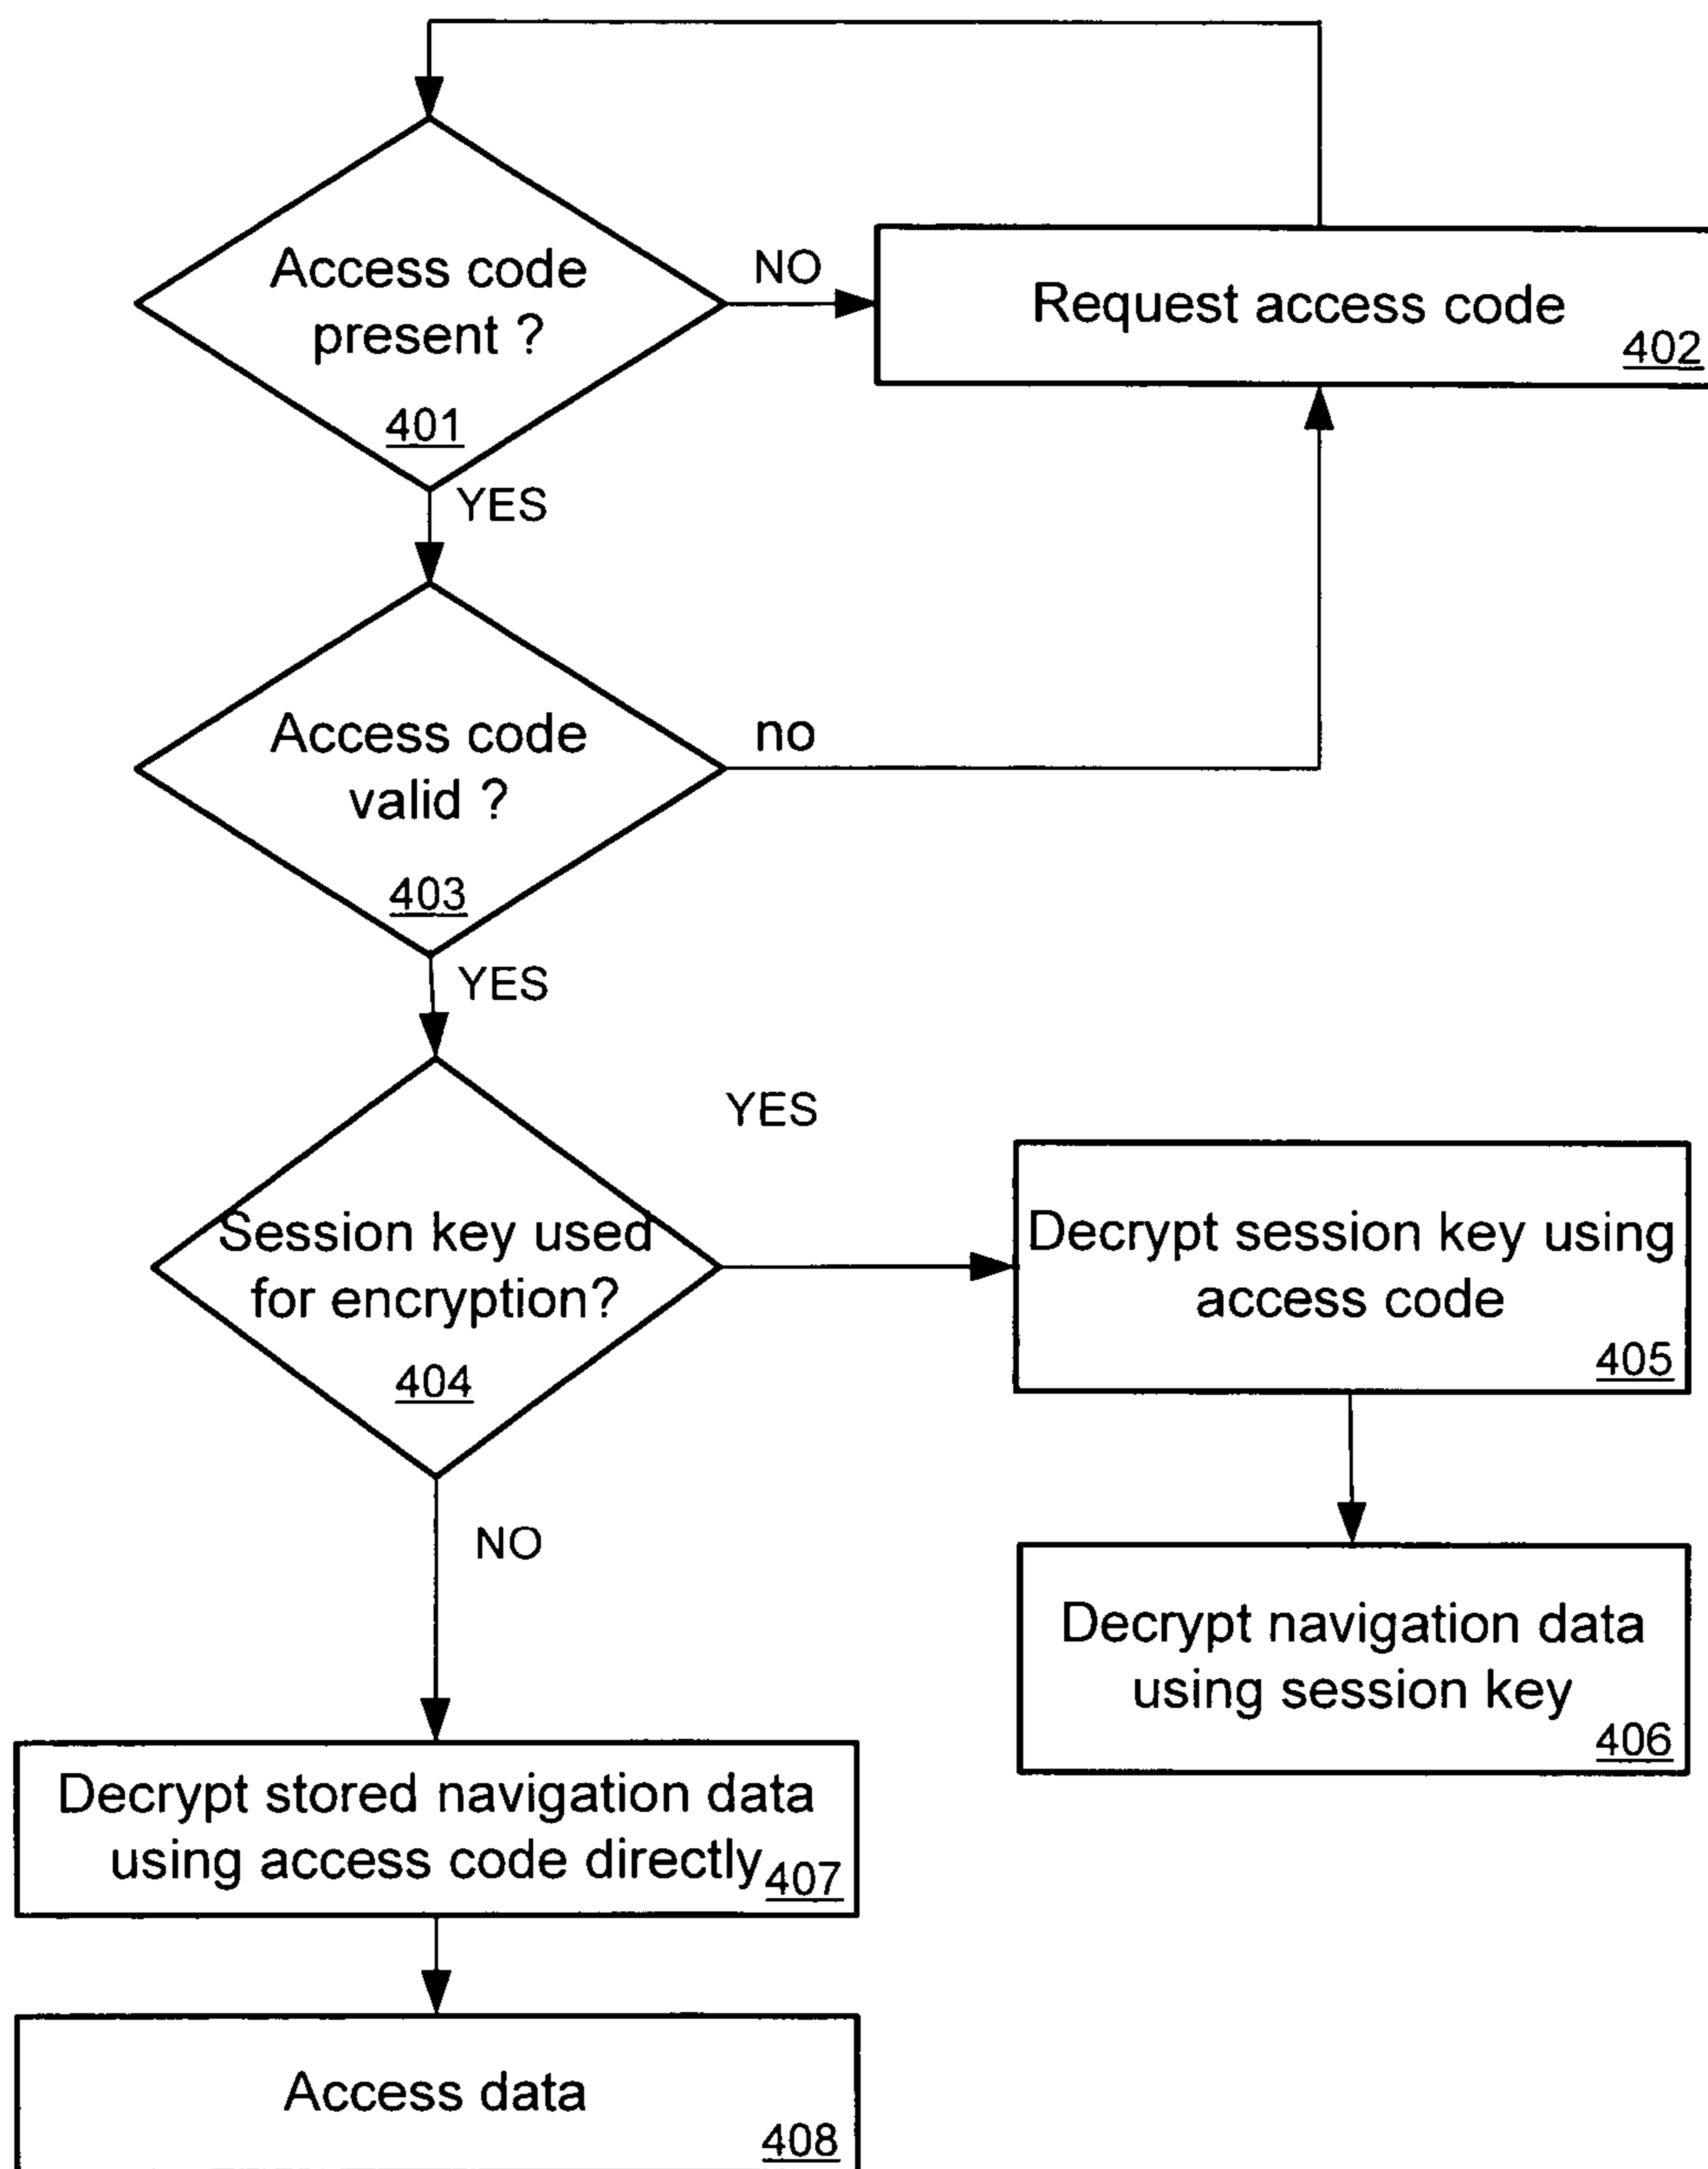 Access code
present ?
401
NO
Request access code
402
YES
Access code
valid ?
403
no
YES
Session key used
for encryption?
404
YES
Decrypt session key using
access code
405
NO
Decrypt navigation data
using session key
406
Decrypt stored navigation data
using access code directly
407
Access data
408